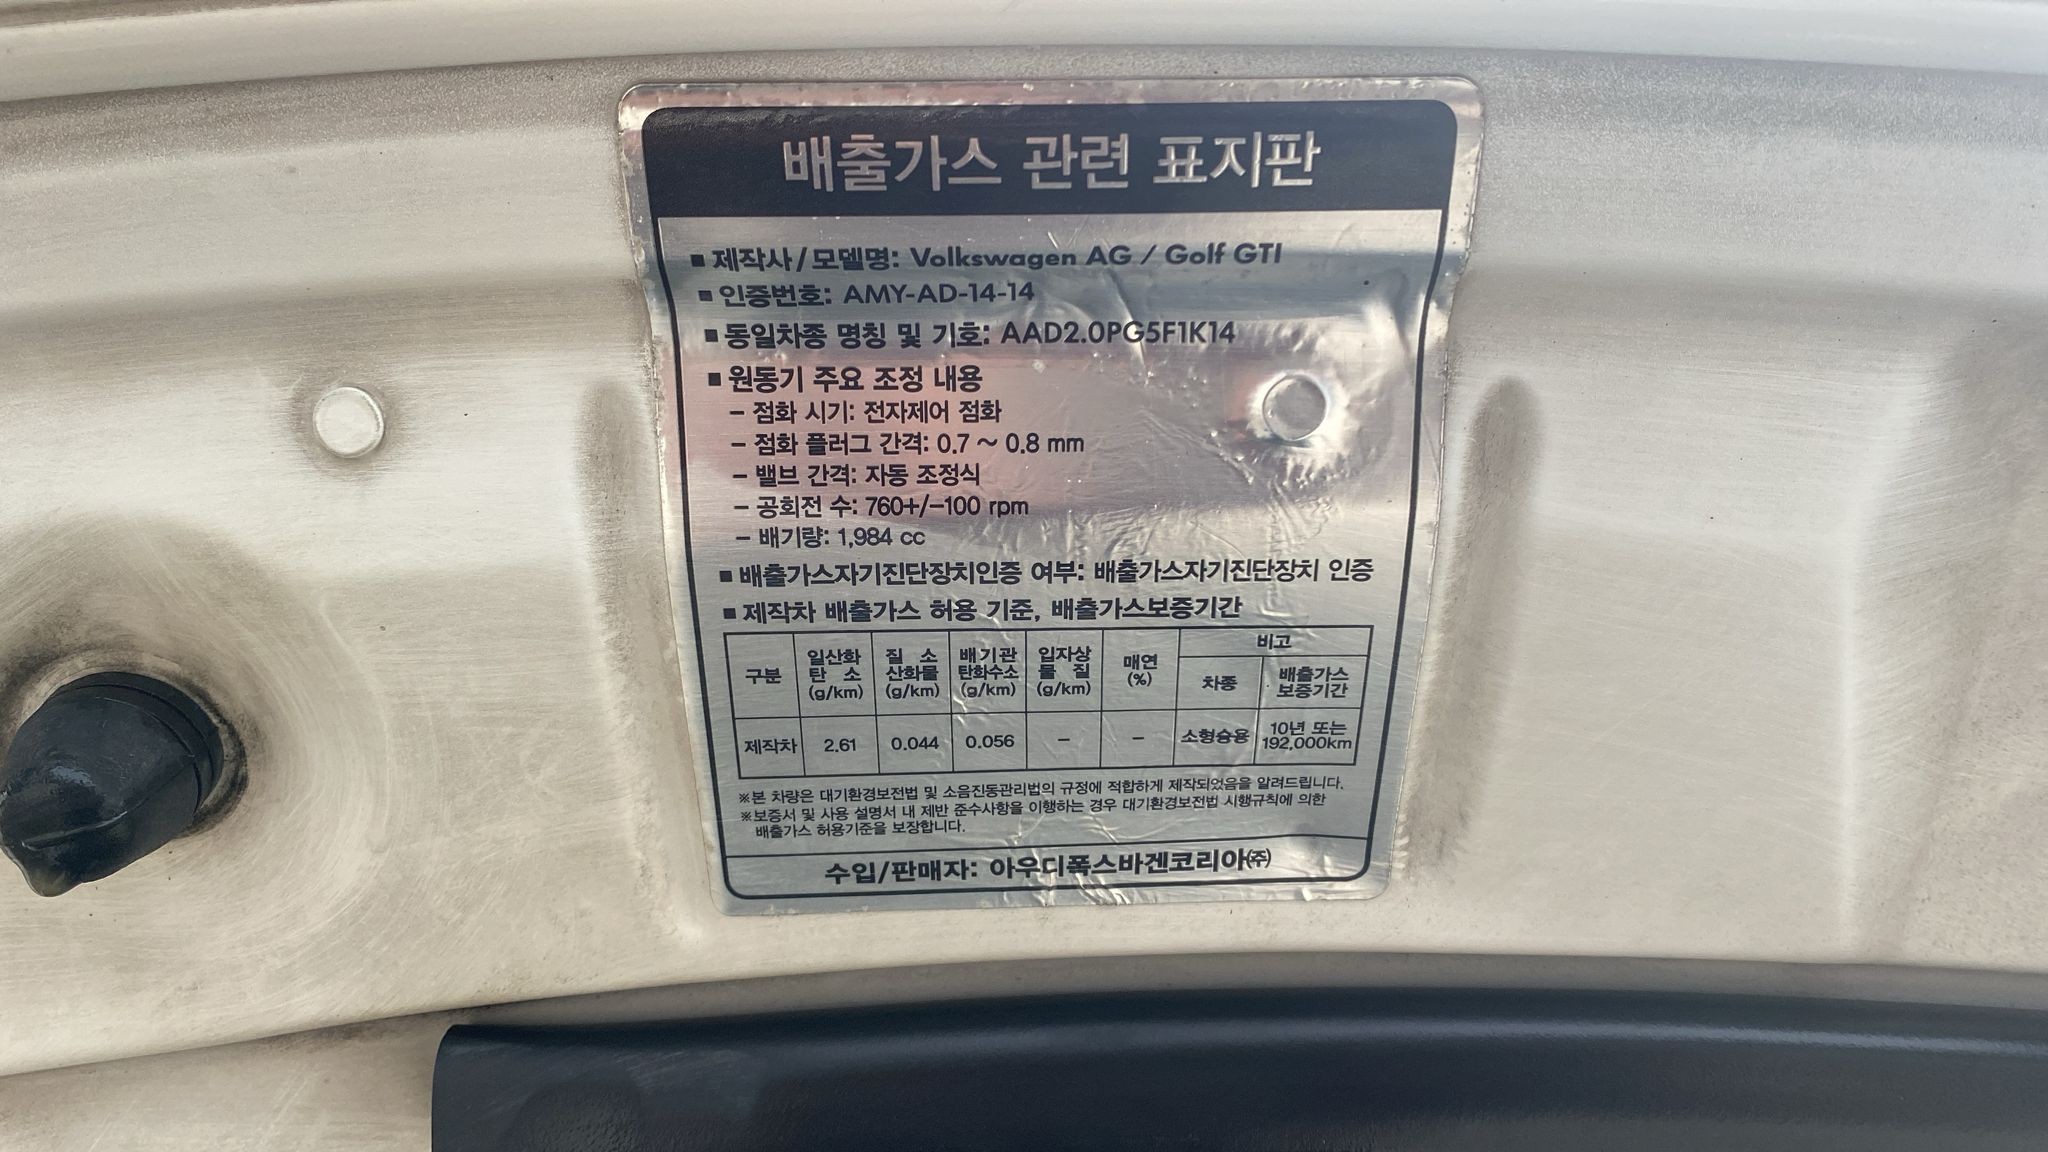 배출가스 관련 표지판
■ 제작사/모델명: Volkswagen AG / Golf GTI
■ 인증번호: AMY-AD-14-14
■ 동일차종 명칭 및 기호: AAD2.0PG5F1K14
■ 원동기 주요 조정 내용
– 점화 시기: 전자제어 점화
– 점화 플러그 간격: 0.7 ~ 0.8 mm
– 밸브 간격: 자동 조정식
– 공회전 수: 760+/–100 rpm
– 배기량: 1,984 cc
■ 배출가스자기진단장치인증 여부: 배출가스자기진단장치 인증
■ 제작차 배출가스 허용 기준, 배출가스보증기간
구분 일산화탄소 (g/km) 질소산화물 (g/km) 배기관탄화수소 (g/km) 입자상물질 (g/km) 매연 (%) 비고
차종 배출가스 보증기간
제작차 2.61 0.044 0.056 – – 소형승용 10년 또는 192,000km
※본 차량은 대기환경보전법 및 소음진동관리법의 규정에 적합하게 제작되었음을 알려드립니다.
※보증서 및 사용 설명서 내 제반 준수사항을 이행하는 경우 대기환경보전법 시행규칙에 의한
배출가스 허용기준을 보장합니다.
수입/판매자: 아우디폭스바겐코리아㈜